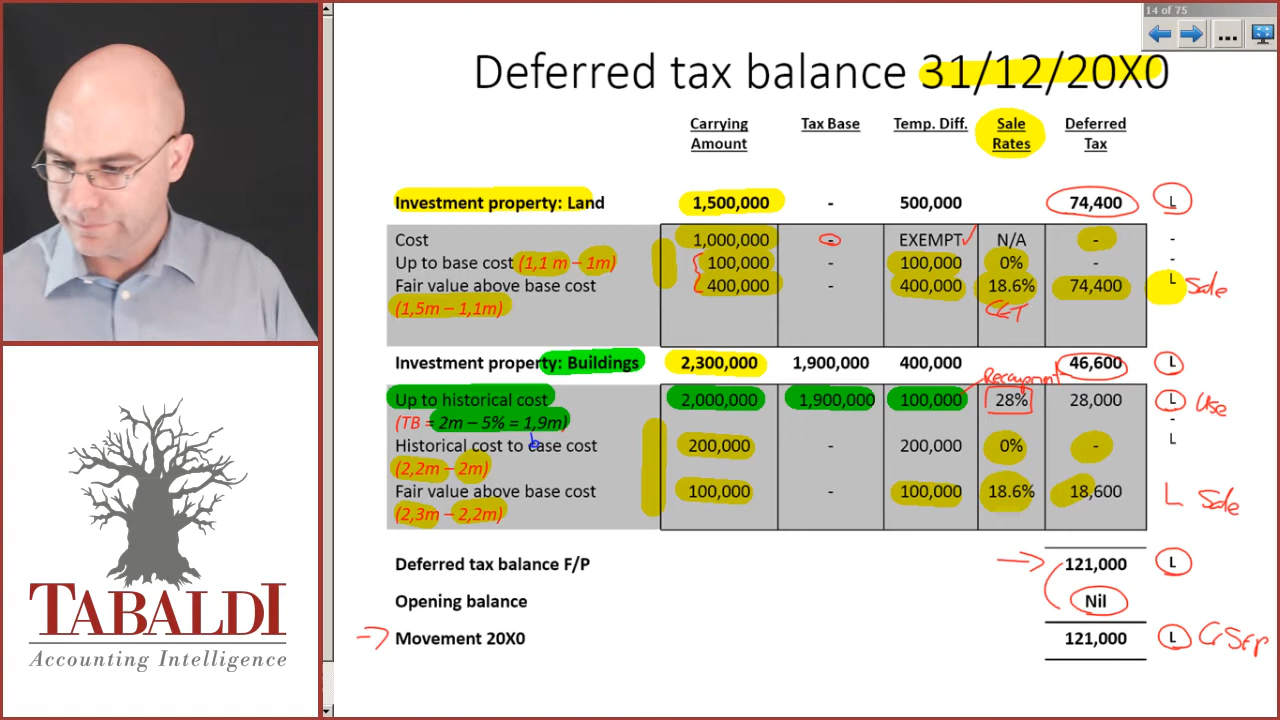 14 of 75
Deferred tax balance 31/12/20X0
Carrying Amount Tax Base Temp. Diff. Sale Rates Deferred Tax
Investment property: Land 1,500,000 - 500,000 74,400 L
Cost 1,000,000 - EXEMPT N/A - -
Up to base cost (1,1 m – 1m) 100,000 - 100,000 0% - -
Fair value above base cost 400,000 - 400,000 18.6% 74,400 L Sale
(1,5m – 1,1m)
Investment property: Buildings 2,300,000 1,900,000 400,000 46,600 L
Up to historical cost 2,000,000 1,900,000 100,000 28% 28,000 L Use
(TB = 2m – 5% = 1,9m) -
Historical cost to base cost 200,000 - 200,000 0% - L
(2,2m – 2m)
Fair value above base cost 100,000 - 100,000 18.6% 18,600 L Sale
(2,3m – 2,2m)
Deferred tax balance F/P 121,000 L
Opening balance Nil
Movement 20X0 121,000 L
TABALDI
Accounting Intelligence